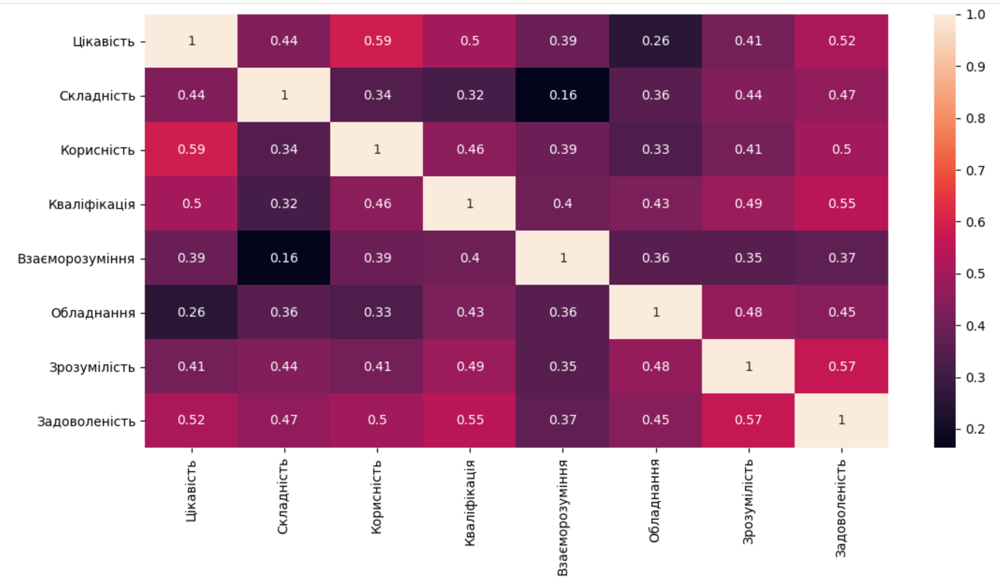 Цікавість 1 0.44 0.59 0.5 0.39 0.26 0.41 0.52
Складність 0.44 1 0.34 0.32 0.16 0.36 0.44 0.47
Корисність 0.59 0.34 1 0.46 0.39 0.33 0.41 0.5
Кваліфікація 0.5 0.32 0.46 1 0.4 0.43 0.49 0.55
Взаєморозуміння 0.39 0.16 0.39 0.4 1 0.36 0.35 0.37
Обладнання 0.26 0.36 0.33 0.43 0.36 1 0.48 0.45
Зрозумілість 0.41 0.44 0.41 0.49 0.35 0.48 1 0.57
Задоволеність 0.52 0.47 0.5 0.55 0.37 0.45 0.57 1
Цікавість
Складність
Корисність
Кваліфікація
Взаєморозуміння
Обладнання
Зрозумілість
Задоволеність
1.0
0.9
0.8
0.7
0.6
0.5
0.4
0.3
0.2